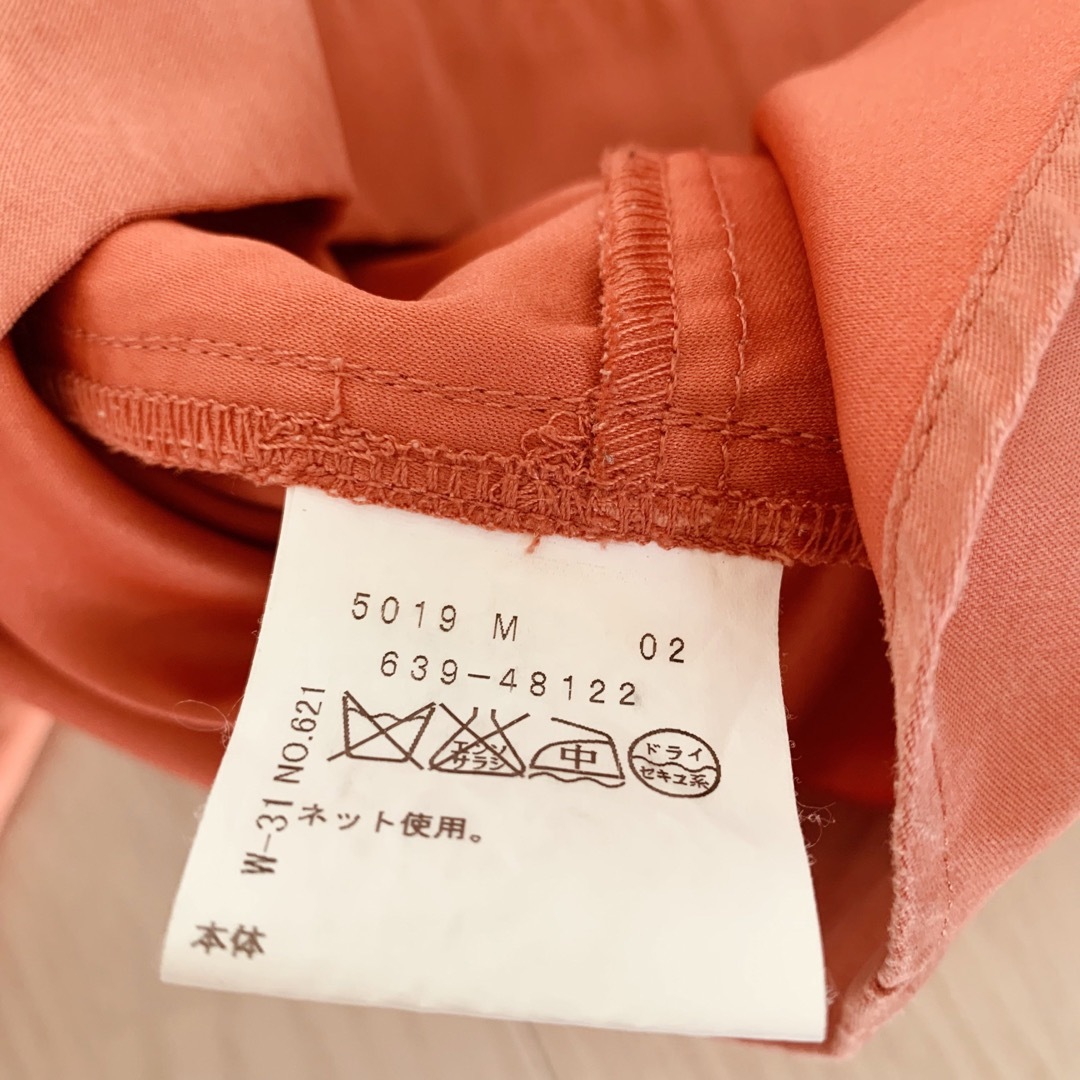 5019 M 02
639-48122
エンソ
サラシ
中
ドライ
セキユ系
W-31 NO.621
ネット使用。
本体